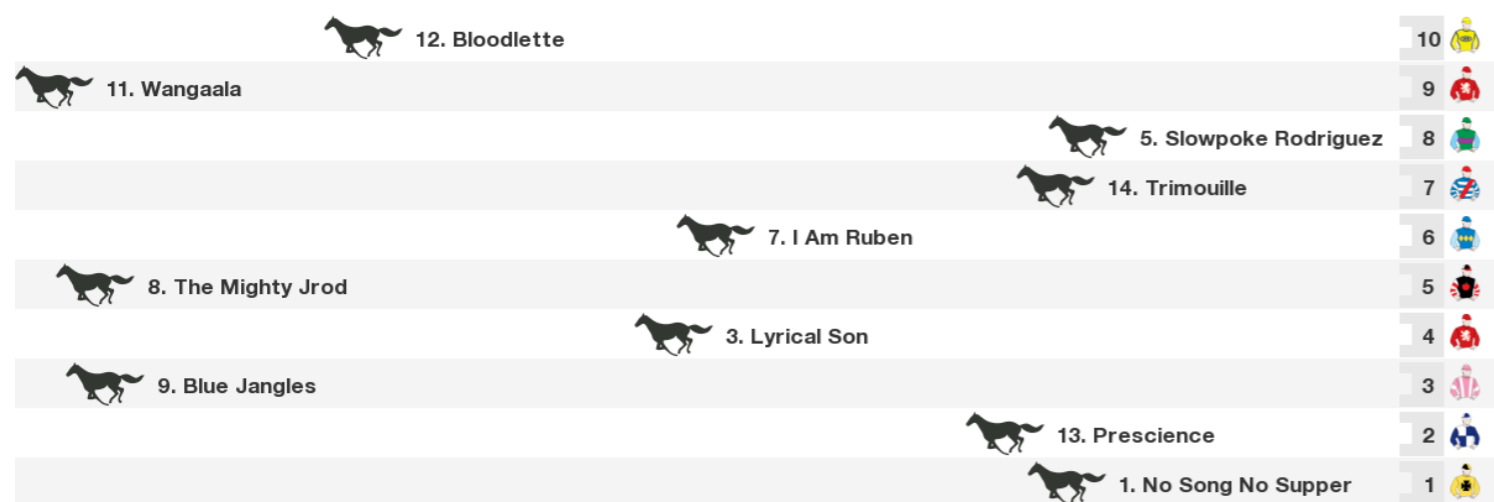 12. Bloodlette 10
11. Wangaala 9
5. Slowpoke Rodriguez 8
14. Trimouille 7
7. I Am Ruben 6
8. The Mighty Jrod 5
3. Lyrical Son 4
9. Blue Jangles 3
13. Prescience 2
1. No Song No Supper 1